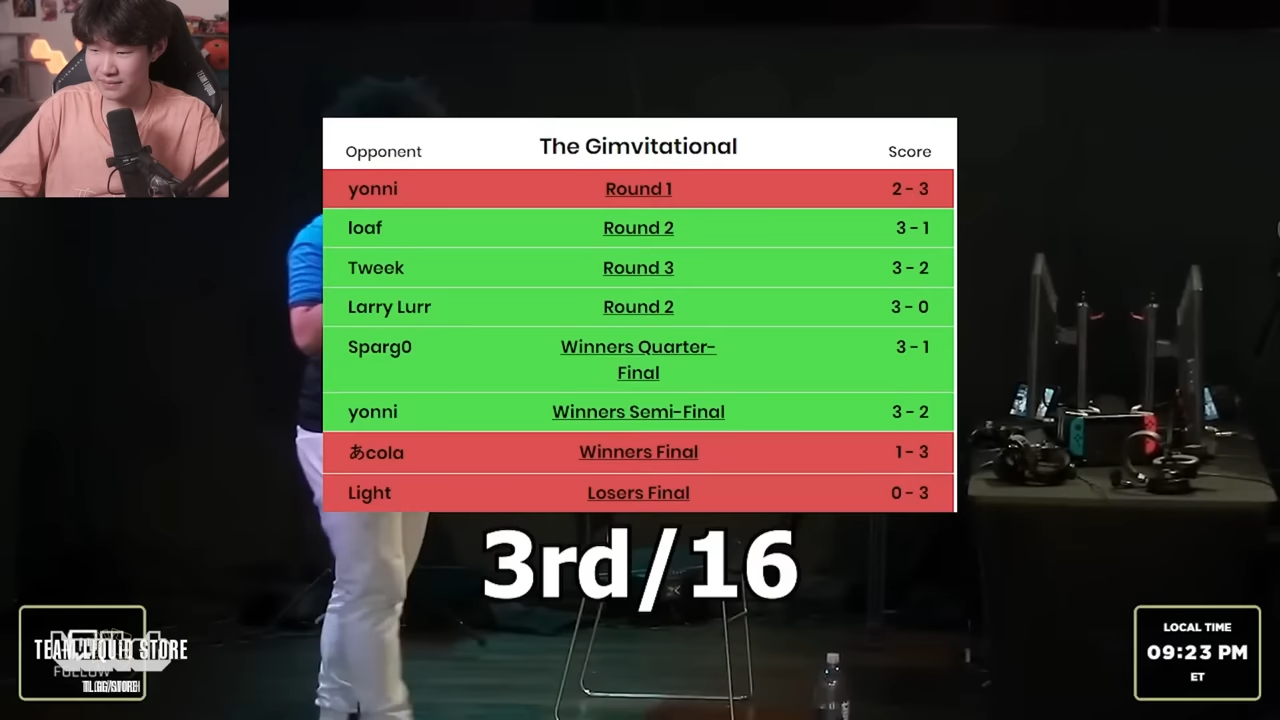 Opponent The Gimvitational Score
yonni Round 1 2 - 3
loaf Round 2 3 - 1
Tweek Round 3 3 - 2
Larry Lurr Round 2 3 - 0
Sparg0 Winners Quarter- 3 - 1
Final
yonni Winners Semi-Final 3 - 2
あcola Winners Final 1 - 3
Light Losers Final 0 - 3
3rd/16
TEAM LIQUID STORE
FOLLOW
LOCAL TIME
09:23 PM
ET